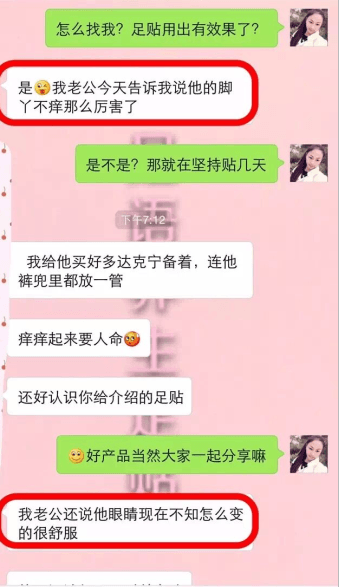 怎么找我？足贴用出有效果了？
是😜我老公今天告诉我说他的脚
丫不痒那么厉害了
是不是？那就在坚持贴几天
下午7:12
我给他买好多达克宁备着，连他
裤兜里都放一管
痒痒起来要人命🥵
还好认识你给介绍的足贴
😊好产品当然大家一起分享嘛
我老公还说他眼睛现在不知怎么变
的很舒服